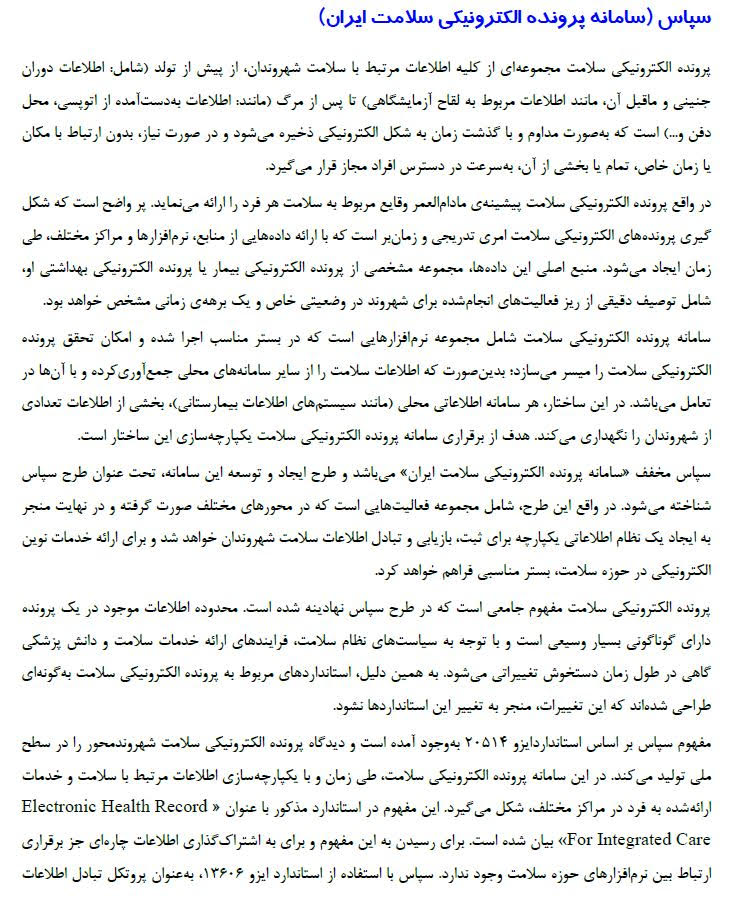 سپاس (سامانه پرونده الکترونیکی سلامت ایران)
پرونده الکترونیکی سلامت مجموعه‌ای از کلیه اطلاعات مرتبط با سلامت شهروندان، از پیش از تولد (شامل: اطلاعات دوران
جنینی و ماقبل آن، مانند اطلاعات مربوط به لقاح آزمایشگاهی) تا پس از مرگ (مانند: اطلاعات به‌دست‌آمده از اتوپسی، محل
دفن و...) است که به‌صورت مداوم و با گذشت زمان به شکل الکترونیکی ذخیره می‌شود و در صورت نیاز، بدون ارتباط با مکان
یا زمان خاص، تمام یا بخشی از آن، به‌سرعت در دسترس افراد مجاز قرار می‌گیرد.
در واقع پرونده الکترونیکی سلامت پیشینه‌ی مادام‌العمر وقایع مربوط به سلامت هر فرد را ارائه می‌نماید. پر واضح است که شکل
گیری پرونده‌های الکترونیکی سلامت امری تدریجی و زمان‌بر است که با ارائه داده‌هایی از منابع، نرم‌افزارها و مراکز مختلف، طی
زمان ایجاد می‌شود. منبع اصلی این داده‌ها، مجموعه مشخصی از پرونده الکترونیکی بیمار یا پرونده الکترونیکی بهداشتی او،
شامل توصیف دقیقی از ریز فعالیت‌های انجام‌شده برای شهروند در وضعیتی خاص و یک برهه‌ی زمانی مشخص خواهد بود.
سامانه پرونده الکترونیکی سلامت شامل مجموعه نرم‌افزارهایی است که در بستر مناسب اجرا شده و امکان تحقق پرونده
الکترونیکی سلامت را میسر می‌سازد؛ بدین‌صورت که اطلاعات سلامت را از سایر سامانه‌های محلی جمع‌آوری‌کرده و با آن‌ها در
تعامل می‌باشد. در این ساختار، هر سامانه اطلاعاتی محلی (مانند سیستم‌های اطلاعات بیمارستانی)، بخشی از اطلاعات تعدادی
از شهروندان را نگهداری می‌کند. هدف از برقراری سامانه پرونده الکترونیکی سلامت یکپارچه‌سازی این ساختار است.
سپاس مخفف «سامانه پرونده الکترونیکی سلامت ایران» می‌باشد و طرح ایجاد و توسعه این سامانه، تحت عنوان طرح سپاس
شناخته می‌شود. در واقع این طرح، شامل مجموعه فعالیت‌هایی است که در محورهای مختلف صورت گرفته و در نهایت منجر
به ایجاد یک نظام اطلاعاتی یکپارچه برای ثبت، بازیابی و تبادل اطلاعات سلامت شهروندان خواهد شد و برای ارائه خدمات نوین
الکترونیکی در حوزه سلامت، بستر مناسبی فراهم خواهد کرد.
پرونده الکترونیکی سلامت مفهوم جامعی است که در طرح سپاس نهادینه شده است. محدوده اطلاعات موجود در یک پرونده
دارای گوناگونی بسیار وسیعی است و با توجه به سیاست‌های نظام سلامت، فرایندهای ارائه خدمات سلامت و دانش پزشکی
گاهی در طول زمان دستخوش تغییراتی می‌شود. به همین دلیل، استانداردهای مربوط به پرونده الکترونیکی سلامت به‌گونه‌ای
طراحی شده‌اند که این تغییرات، منجر به تغییر این استانداردها نشود.
مفهوم سپاس بر اساس استانداردایزو ۲۰۵۱۴ به‌وجود آمده است و دیدگاه پرونده الکترونیکی سلامت شهروندمحور را در سطح
ملی تولید می‌کند. در این سامانه پرونده الکترونیکی سلامت، طی زمان و با یکپارچه‌سازی اطلاعات مرتبط با سلامت و خدمات
ارائه‌شده به فرد در مراکز مختلف، شکل می‌گیرد. این مفهوم در استاندارد مذکور با عنوان « Electronic Health Record
For Integrated Care» بیان شده است. برای رسیدن به این مفهوم و برای به اشتراک‌گذاری اطلاعات چاره‌ای جز برقراری
ارتباط بین نرم‌افزارهای حوزه سلامت وجود ندارد. سپاس با استفاده از استاندارد ایزو ۱۳۶۰۶، به‌عنوان پروتکل تبادل اطلاعات